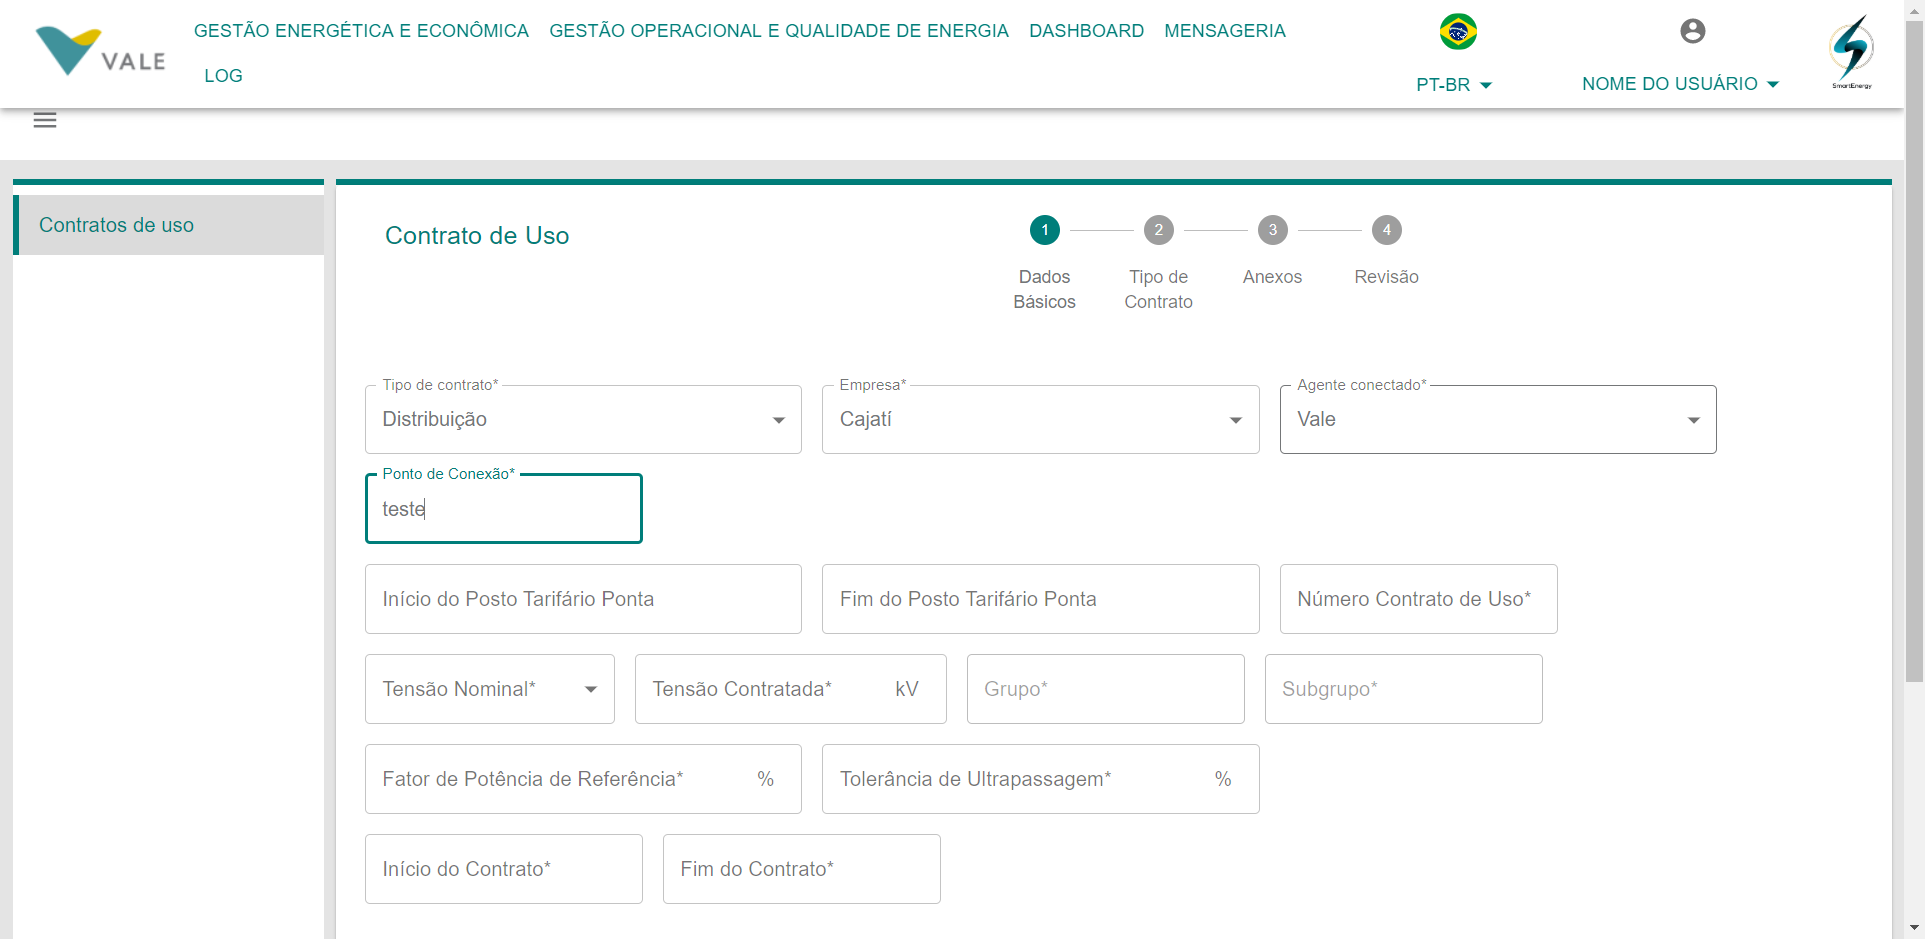 VALE
GESTÃO ENERGÉTICA E ECONÔMICA GESTÃO OPERACIONAL E QUALIDADE DE ENERGIA DASHBOARD MENSAGERIA
LOG
PT-BR
NOME DO USUÁRIO
SmartEnergy
Contratos de uso
Contrato de Uso
1 2 3 4
Dados Básicos
Tipo de Contrato
Anexos
Revisão
Tipo de contrato*
Distribuição
Empresa*
Cajatí
Agente conectado*
Vale
Ponto de Conexão*
teste
Início do Posto Tarifário Ponta
Fim do Posto Tarifário Ponta
Número Contrato de Uso*
Tensão Nominal*
Tensão Contratada* kV
Grupo*
Subgrupo*
Fator de Potência de Referência* %
Tolerância de Ultrapassagem* %
Início do Contrato*
Fim do Contrato*